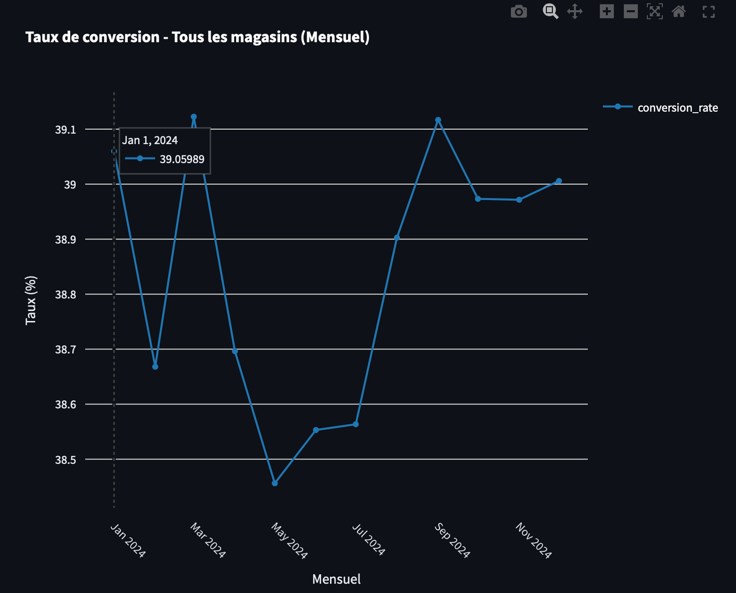 Taux de conversion - Tous les magasins (Mensuel)
conversion_rate
39.1
Jan 1, 2024
39.05989
39
38.9
38.8
38.7
38.6
38.5
Taux (%)
Jan 2024
Mar 2024
May 2024
Jul 2024
Sep 2024
Nov 2024
Mensuel